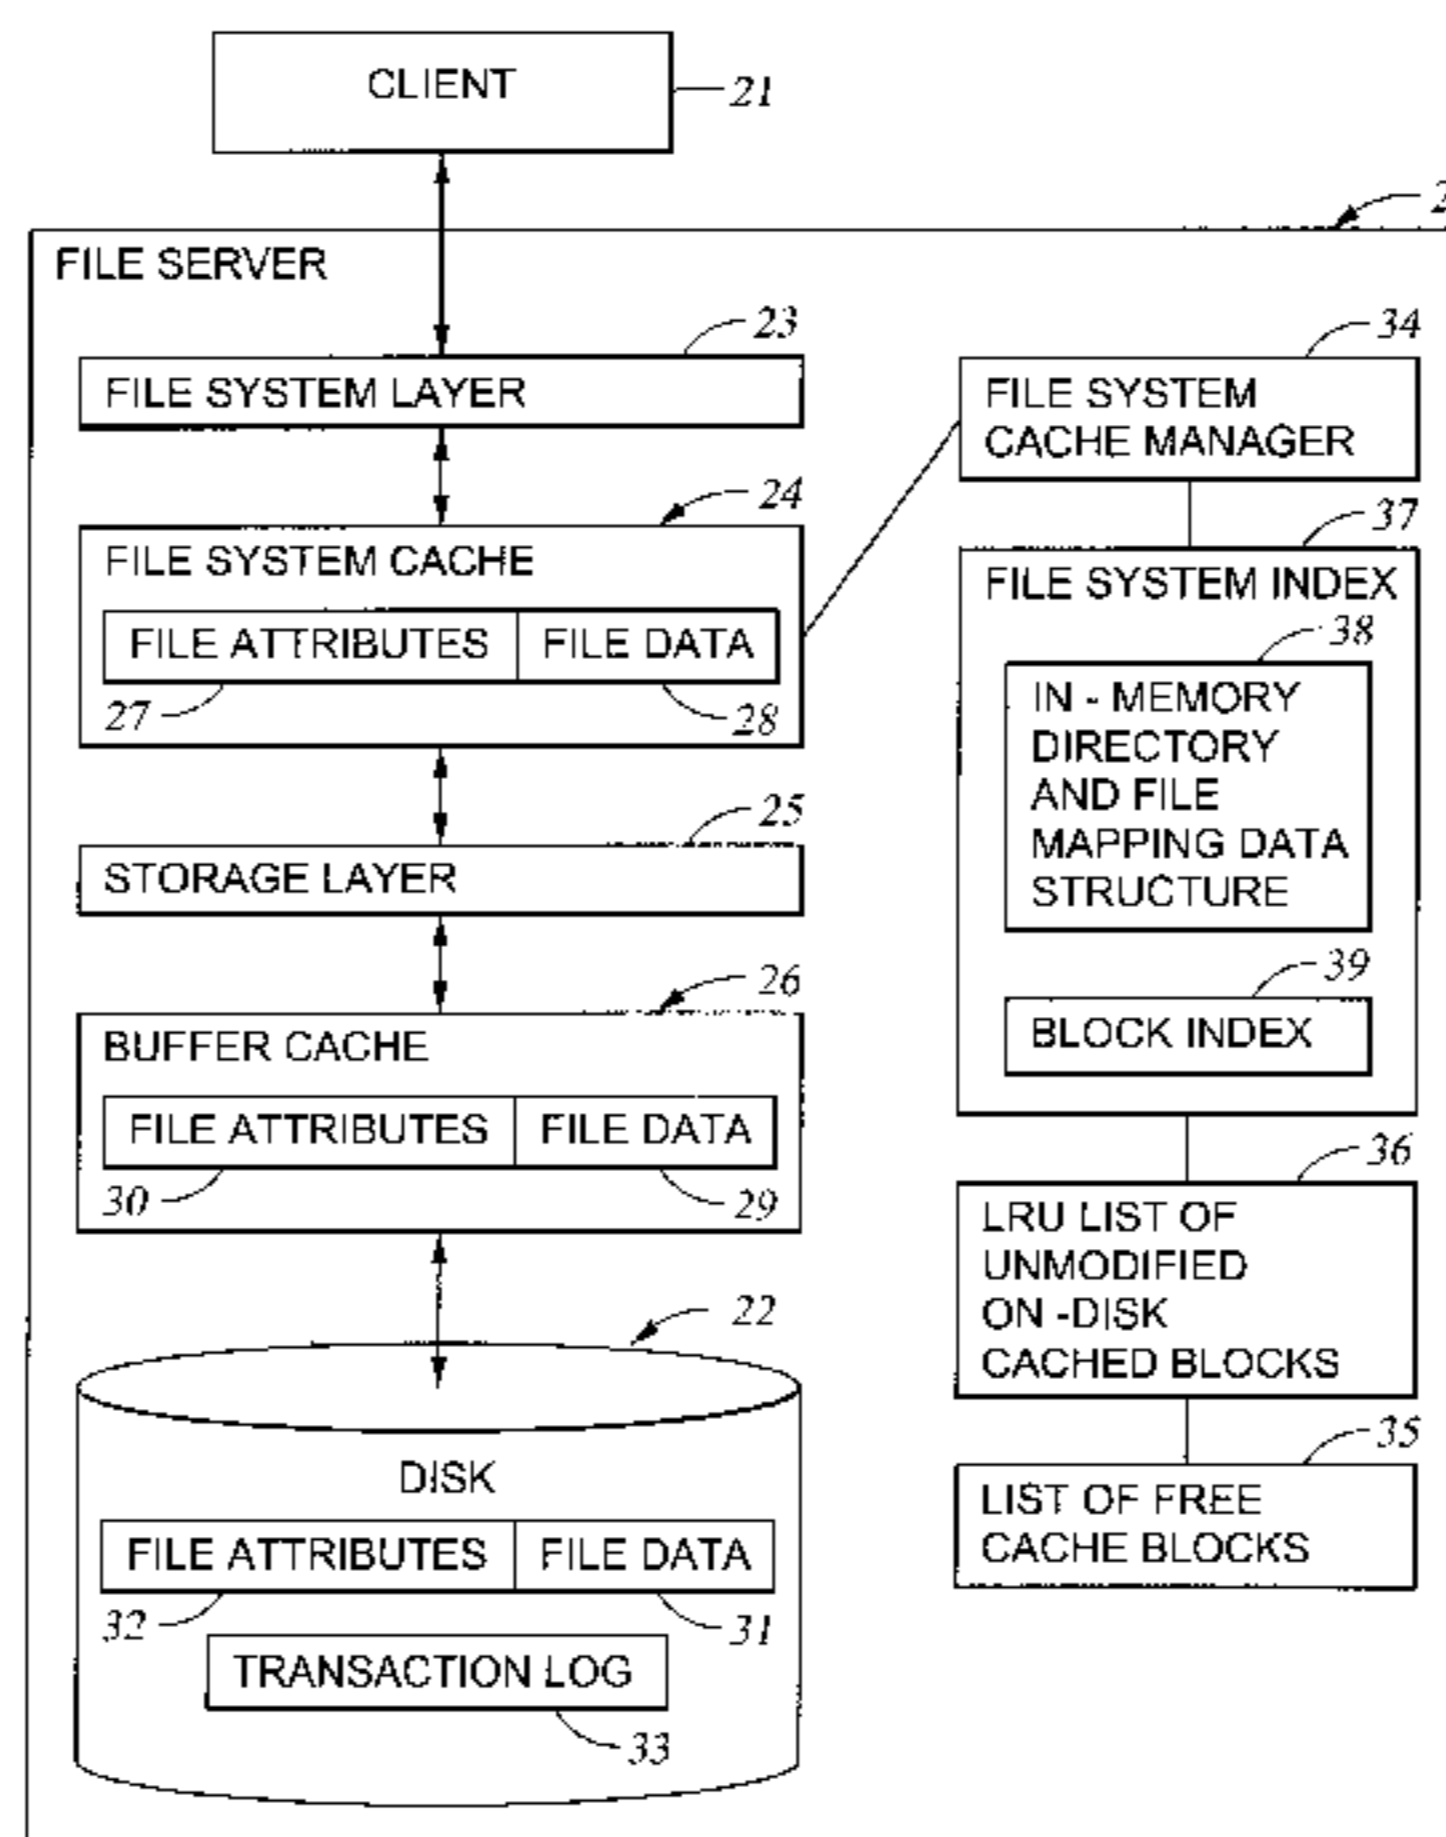 CLIENT
21
FILE SERVER
23
FILE SYSTEM LAYER
24
FILE SYSTEM CACHE
FILE ATTRIBUTES
FILE DATA
27
28
25
STORAGE LAYER
26
BUFFER CACHE
FILE ATTRIBUTES
FILE DATA
30
29
22
DISK
FILE ATTRIBUTES
FILE DATA
32
31
TRANSACTION LOG
33
34
FILE SYSTEM
CACHE MANAGER
37
FILE SYSTEM INDEX
38
IN - MEMORY
DIRECTORY
AND FILE
MAPPING DATA
STRUCTURE
39
BLOCK INDEX
36
LRU LIST OF
UNMODIFIED
ON -DISK
CACHED BLOCKS
35
LIST OF FREE
CACHE BLOCKS